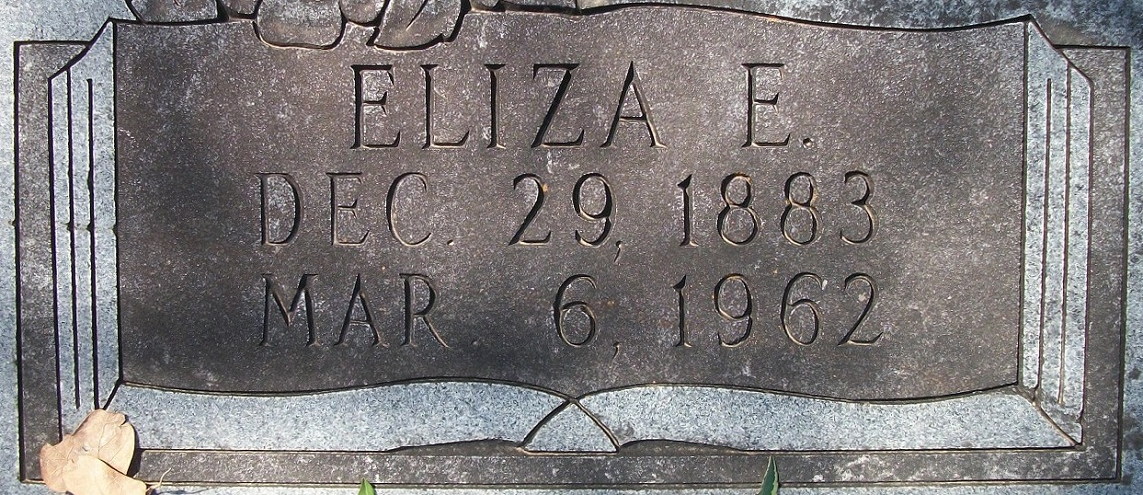 ELIZA E.
DEC. 29, 1883
MAR. 6, 1962